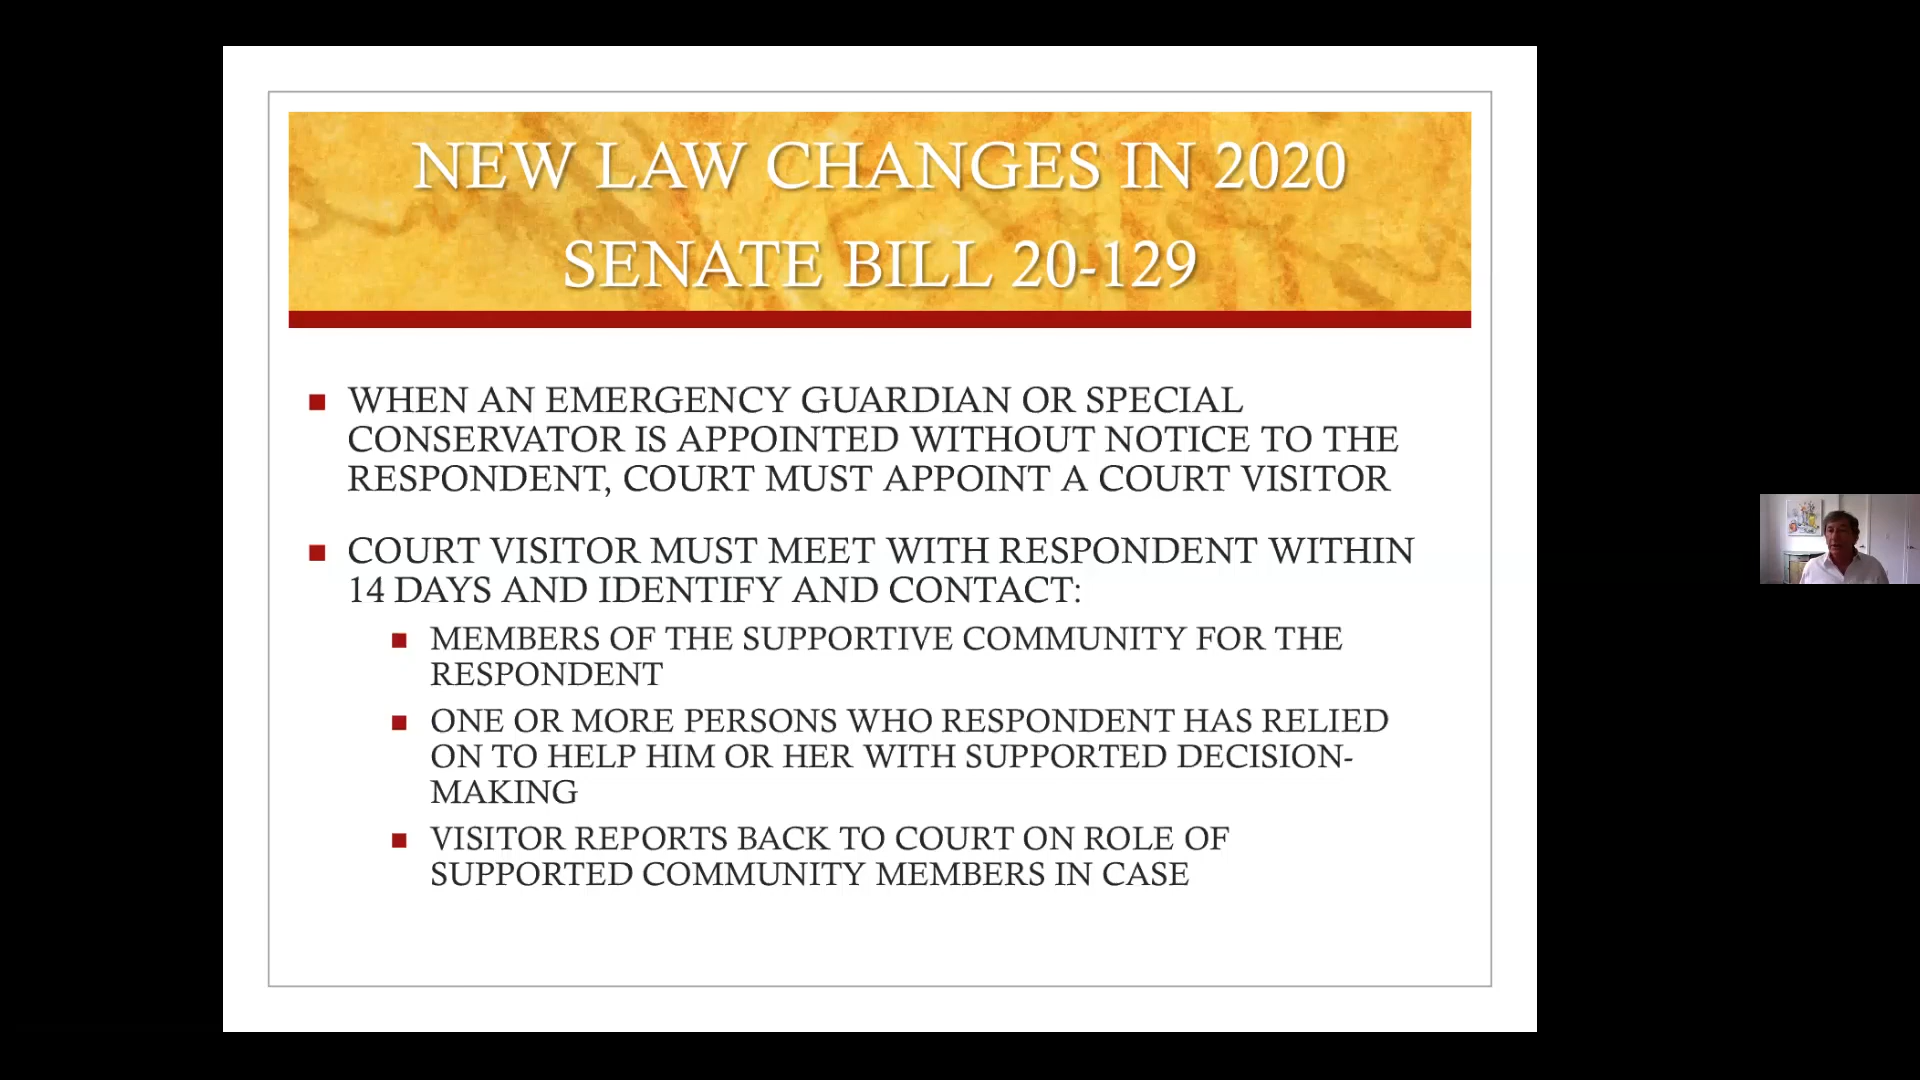 NEW LAW CHANGES IN 2020
SENATE BILL 20-129
WHEN AN EMERGENCY GUARDIAN OR SPECIAL
CONSERVATOR IS APPOINTED WITHOUT NOTICE TO THE
RESPONDENT, COURT MUST APPOINT A COURT VISITOR
COURT VISITOR MUST MEET WITH RESPONDENT WITHIN
14 DAYS AND IDENTIFY AND CONTACT:
MEMBERS OF THE SUPPORTIVE COMMUNITY FOR THE
RESPONDENT
ONE OR MORE PERSONS WHO RESPONDENT HAS RELIED
ON TO HELP HIM OR HER WITH SUPPORTED DECISION-
MAKING
VISITOR REPORTS BACK TO COURT ON ROLE OF
SUPPORTED COMMUNITY MEMBERS IN CASE